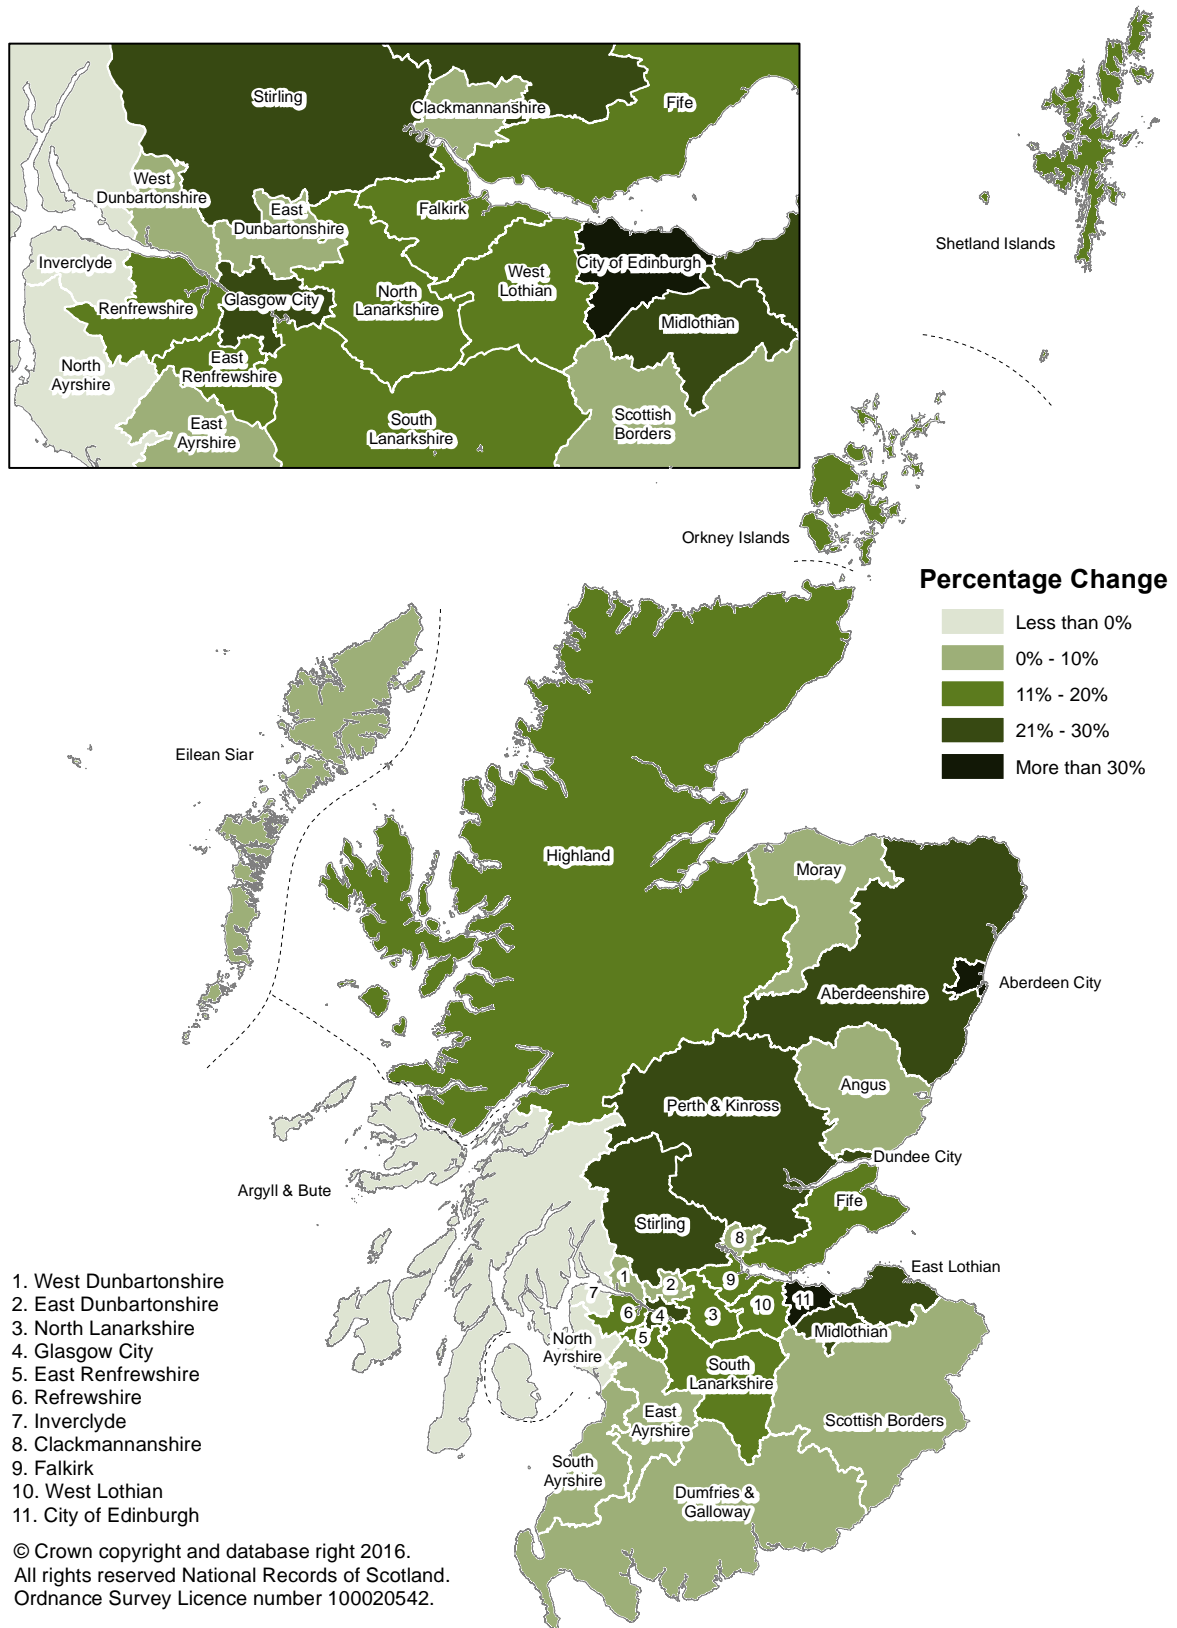 Stirling
Clackmannanshire
Fife
West
Dunbartonshire
East
Dunbartonshire
Falkirk
Inverclyde
City of Edinburgh
West
Lothian
Renfrewshire
Glasgow City
North
Lanarkshire
Midlothian
North
Ayrshire
East
Renfrewshire
East
Ayrshire
South
Lanarkshire
Scottish
Borders
Shetland Islands
Orkney Islands
Percentage Change
Less than 0%
0% - 10%
11% - 20%
21% - 30%
More than 30%
Eilean Siar
Highland
Moray
Aberdeenshire
Aberdeen City
Angus
Perth & Kinross
Dundee City
Argyll & Bute
Fife
Stirling
8
East Lothian
1
2
9
7
6
4
3
10
11
5
Midlothian
North
Ayrshire
South
Lanarkshire
East
Ayrshire
Scottish Borders
South
Ayrshire
Dumfries &
Galloway
1. West Dunbartonshire
2. East Dunbartonshire
3. North Lanarkshire
4. Glasgow City
5. East Renfrewshire
6. Refrewshire
7. Inverclyde
8. Clackmannanshire
9. Falkirk
10. West Lothian
11. City of Edinburgh
© Crown copyright and database right 2016.
All rights reserved National Records of Scotland.
Ordnance Survey Licence number 100020542.